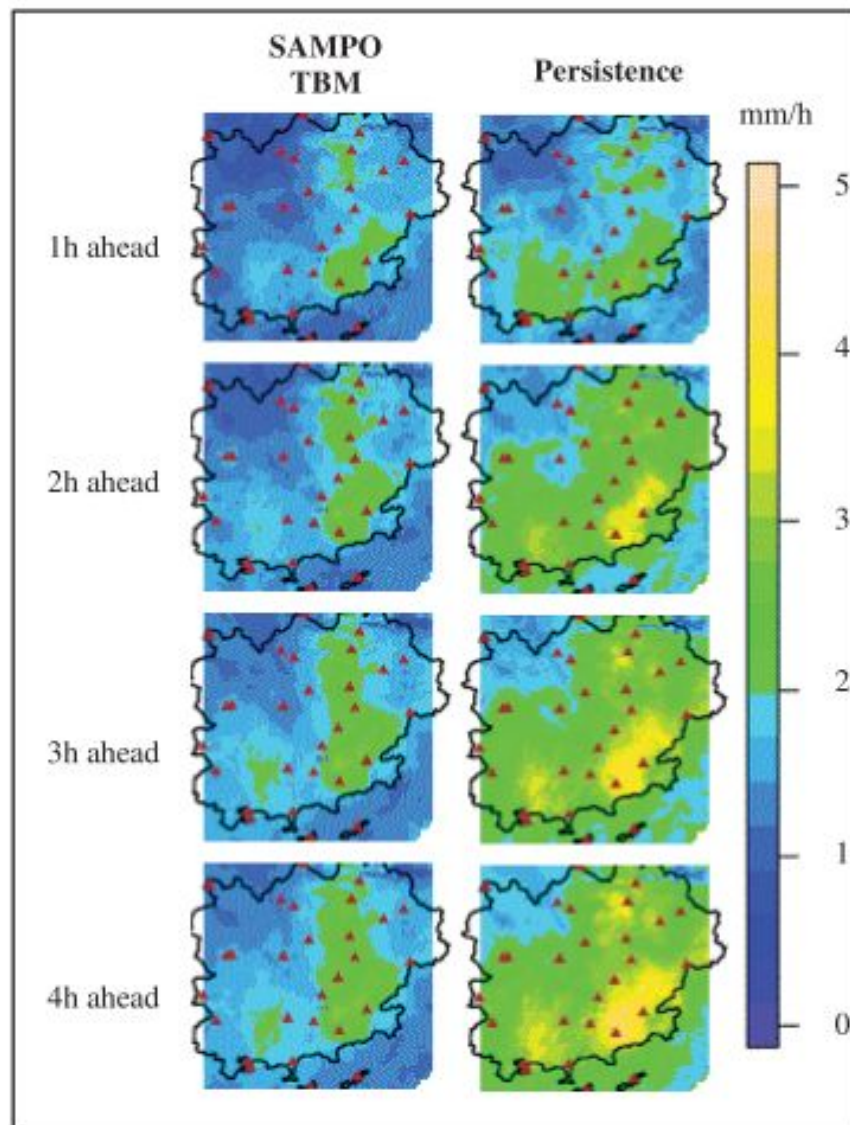 SAMPO
TBM
Persistence
mm/h
1h ahead
2h ahead
3h ahead
4h ahead
5
4
3
2
1
0